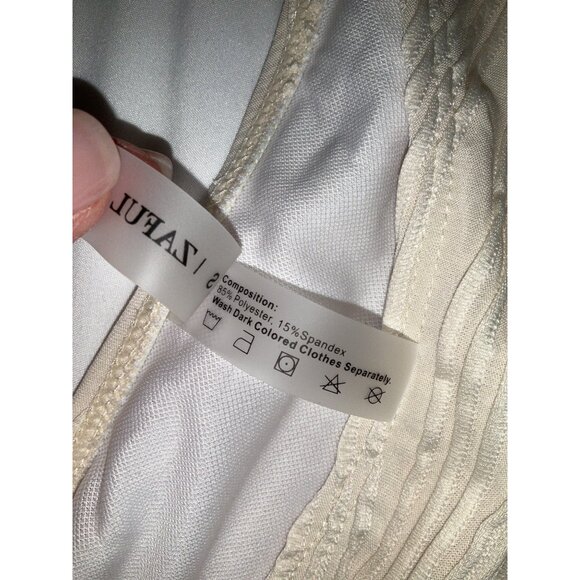 ZAFUL
S
Composition:
85% Polyester, 15%Spandex
Wash Dark Colored Clothes Separately.